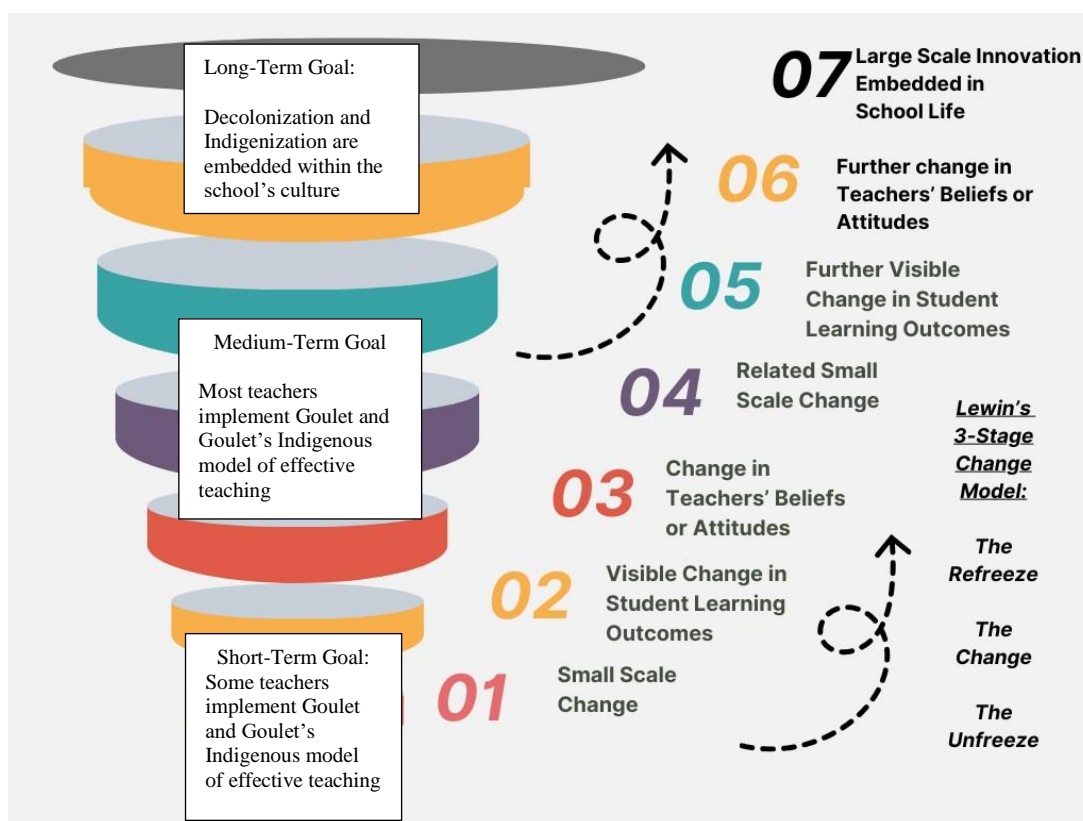 Long-Term Goal:
Decolonization and
Indigenization are
embedded within the
school's culture
Medium-Term Goal
Most teachers
implement Goulet and
Goulet's Indigenous
model of effective
teaching
Short-Term Goal:
Some teachers
implement Goulet
and Goulet's
Indigenous model
of effective teaching
07 Large Scale Innovation
Embedded in
School Life
06 Further change in
Teachers' Beliefs or
Attitudes
05 Further Visible
Change in Student
Learning Outcomes
04 Related Small
Scale Change
03 Change in
Teachers' Beliefs
or Attitudes
02 Visible Change in
Student Learning
Outcomes
01 Small Scale
Change
Lewin's
3-Stage
Change
Model:
The
Refreeze
The
Change
The
Unfreeze